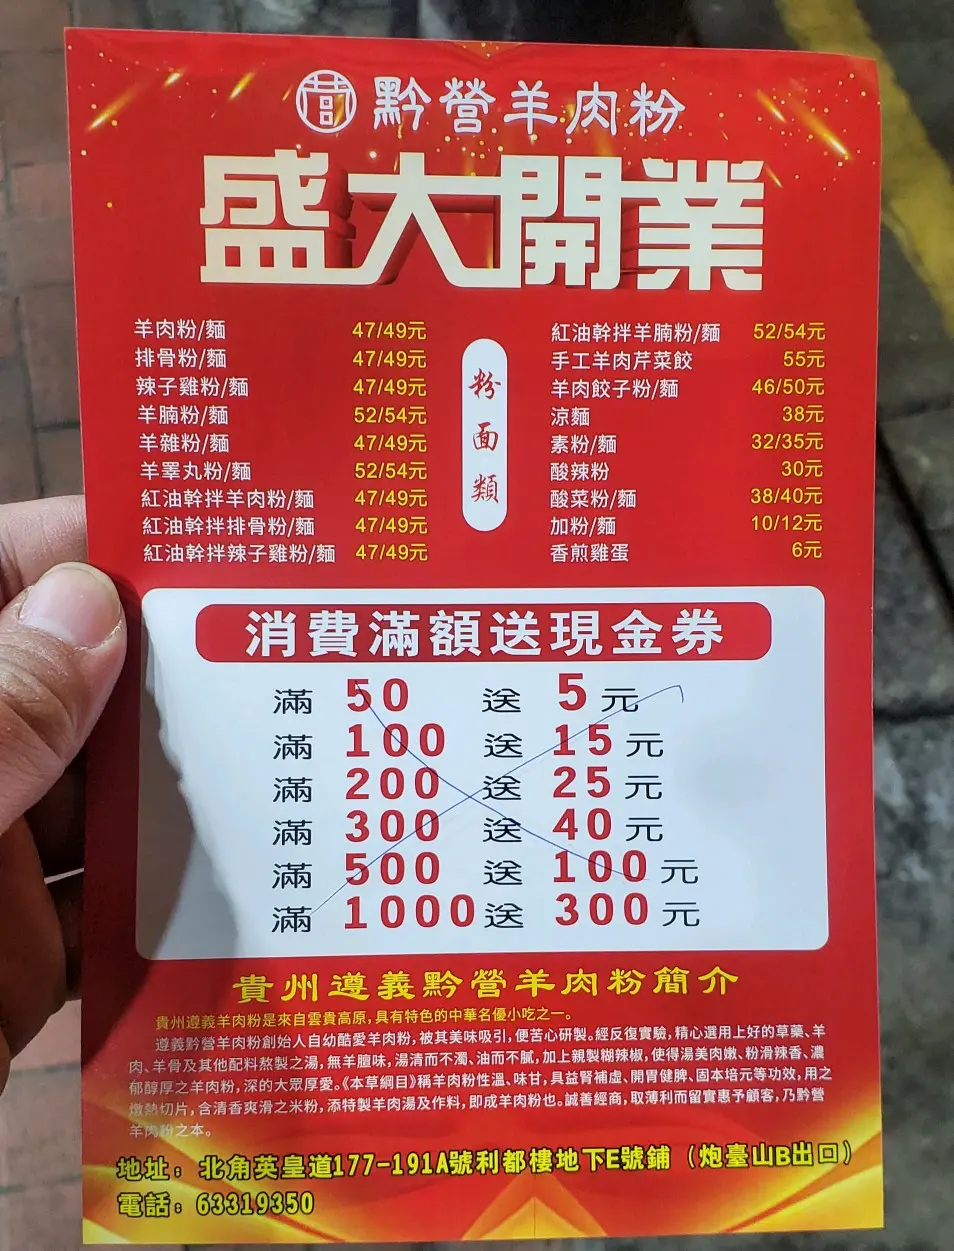 黔營羊肉粉
盛大開業
羊肉粉/麵 47/49元
排骨粉/麵 47/49元
辣子雞粉/麵 47/49元
羊腩粉/麵 52/54元
羊雜粉/麵 47/49元
羊睪丸粉/麵 52/54元
紅油幹拌羊肉粉/麵 47/49元
紅油幹拌排骨粉/麵 47/49元
紅油幹拌辣子雞粉/麵 47/49元
粉面類
紅油幹拌羊腩粉/麵 52/54元
手工羊肉芹菜餃 55元
羊肉餃子粉/麵 46/50元
涼麵 38元
素粉/麵 32/35元
酸辣粉 30元
酸菜粉/麵 38/40元
加粉/麵 10/12元
香煎雞蛋 6元
消費滿額送現金券
滿 50 送 5 元
滿 100 送 15 元
滿 200 送 25 元
滿 300 送 40 元
滿 500 送 100 元
滿 1000 送 300 元
貴州遵義黔營羊肉粉簡介
貴州遵義羊肉粉是來自雲貴高原,具有特色的中華名優小吃之一。
遵義黔營羊肉粉創始人自幼酷愛羊肉粉,被其美味吸引,便苦心研製。經反復實驗,精心選用上好的草藥、羊
肉、羊骨及其他配料熬製之湯,無羊膻味,湯清而不濁、油而不膩,加上親製糊辣椒,使得湯美肉嫩、粉滑辣香、濃
郁醇厚之羊肉粉,深的大眾厚愛。《本草綱目》稱羊肉粉性溫、味甘,具益腎補虛、開胃健脾、固本培元等功效,用之
燉熱切片,含清香爽滑之米粉,添特製羊肉湯及作料,即成羊肉粉也。誠善經商,取薄利而留實惠予顧客,乃黔營
羊肉粉之本。
地址：北角英皇道177-191A號利都樓地下E號鋪（炮臺山B出口）
電話：63319350